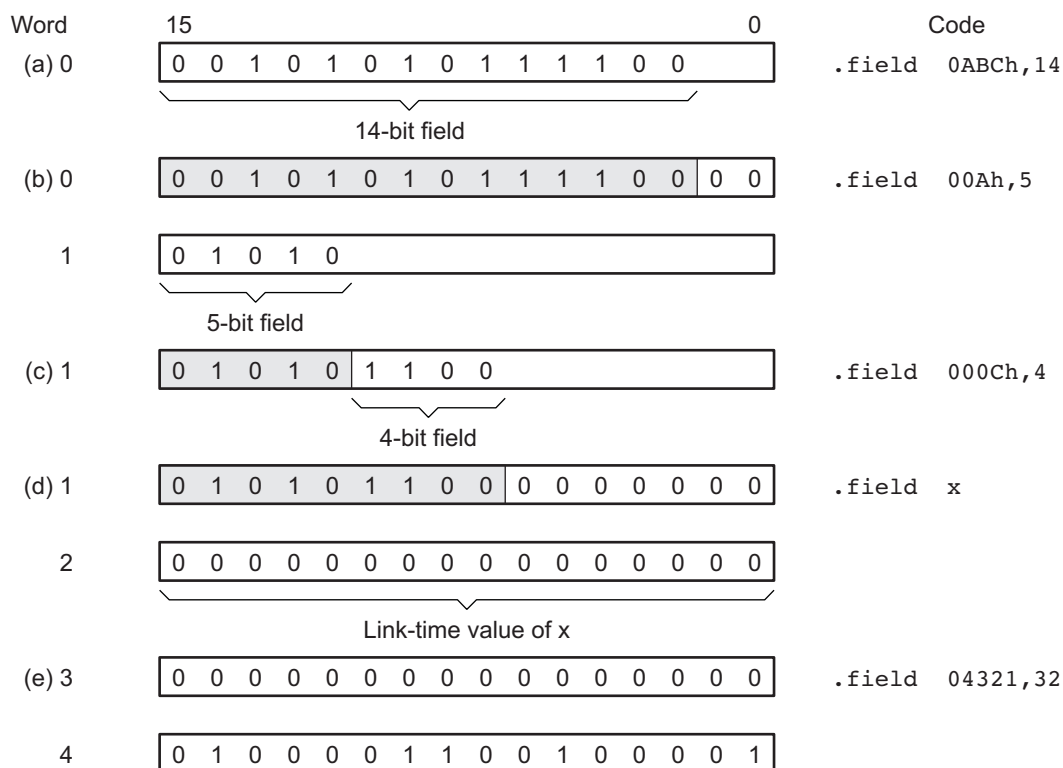 Word 15 0 Code
(a) 0 0 0 1 0 1 0 1 0 1 1 1 1 0 0 .field 0ABCh,14
14-bit field
(b) 0 0 0 1 0 1 0 1 0 1 1 1 1 0 0 0 0 .field 00Ah,5
1 0 1 0 1 0
5-bit field
(c) 1 0 1 0 1 0 1 1 0 0 .field 000Ch,4
4-bit field
(d) 1 0 1 0 1 0 1 1 0 0 0 0 0 0 0 0 0 .field x
2 0 0 0 0 0 0 0 0 0 0 0 0 0 0 0 0
Link-time value of x
(e) 3 0 0 0 0 0 0 0 0 0 0 0 0 0 0 0 0 .field 04321,32
4 0 1 0 0 0 0 1 1 0 0 1 0 0 0 0 1